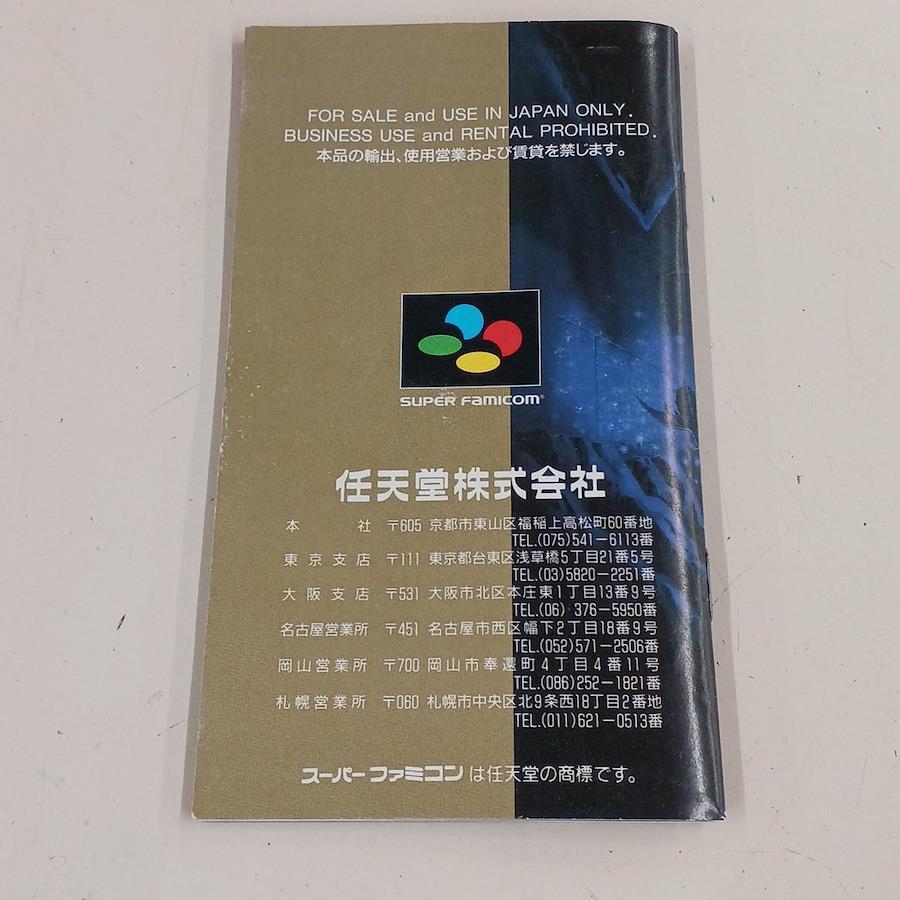 FOR SALE and USE IN JAPAN ONLY.
BUSINESS USE and RENTAL PROHIBITED.
本品の輸出、使用営業および賃貸を禁じます。
SUPER FAMICOM
任天堂株式会社
本 社 〒605 京都市東山区福稲上高松町60番地
TEL.(075)541-6113番
東京支店 〒111 東京都台東区浅草橋5丁目21番5号
TEL.(03)5820-2251番
大阪支店 〒531 大阪市北区本庄東1丁目13番9号
TEL.(06) 376-5950番
名古屋営業所 〒451 名古屋市西区幅下2丁目18番9号
TEL.(052)571-2506番
岡山営業所 〒700 岡山市奉還町4丁目4番11号
TEL.(086)252-1821番
札幌営業所 〒060 札幌市中央区北9条西18丁目2番地
TEL.(011)621-0513番
スーパーファミコンは任天堂の商標です。